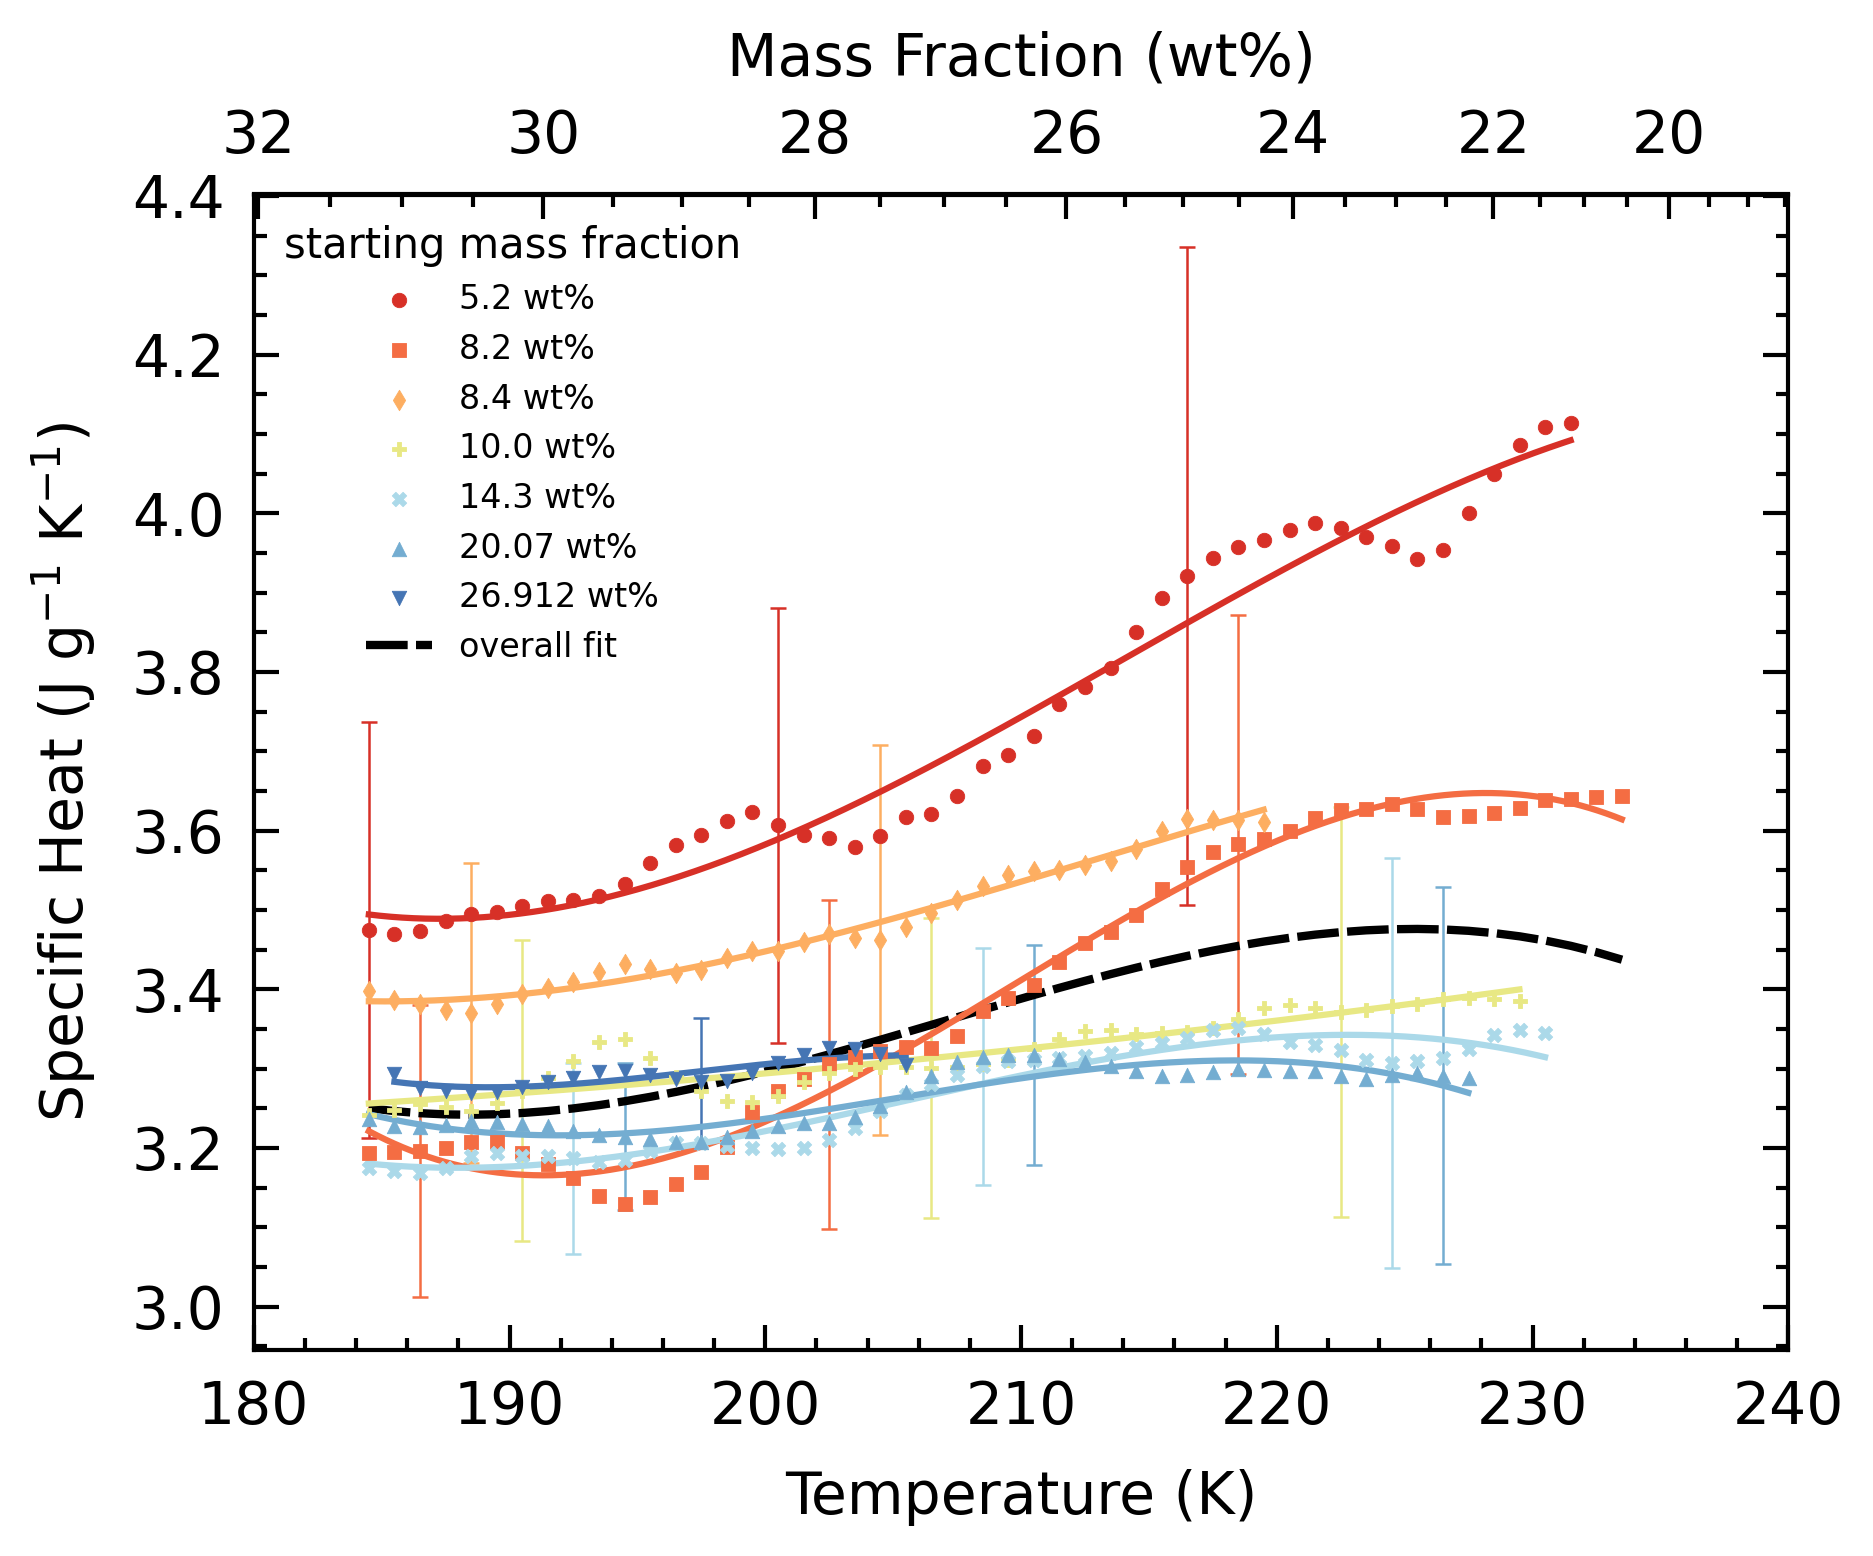 Mass Fraction (wt%)
32 30 28 26 24 22 20
4.4
4.2
4.0
3.8
3.6
3.4
3.2
3.0
Specific Heat (J g⁻¹ K⁻¹)
starting mass fraction
5.2 wt%
8.2 wt%
8.4 wt%
10.0 wt%
14.3 wt%
20.07 wt%
26.912 wt%
overall fit
180 190 200 210 220 230 240
Temperature (K)